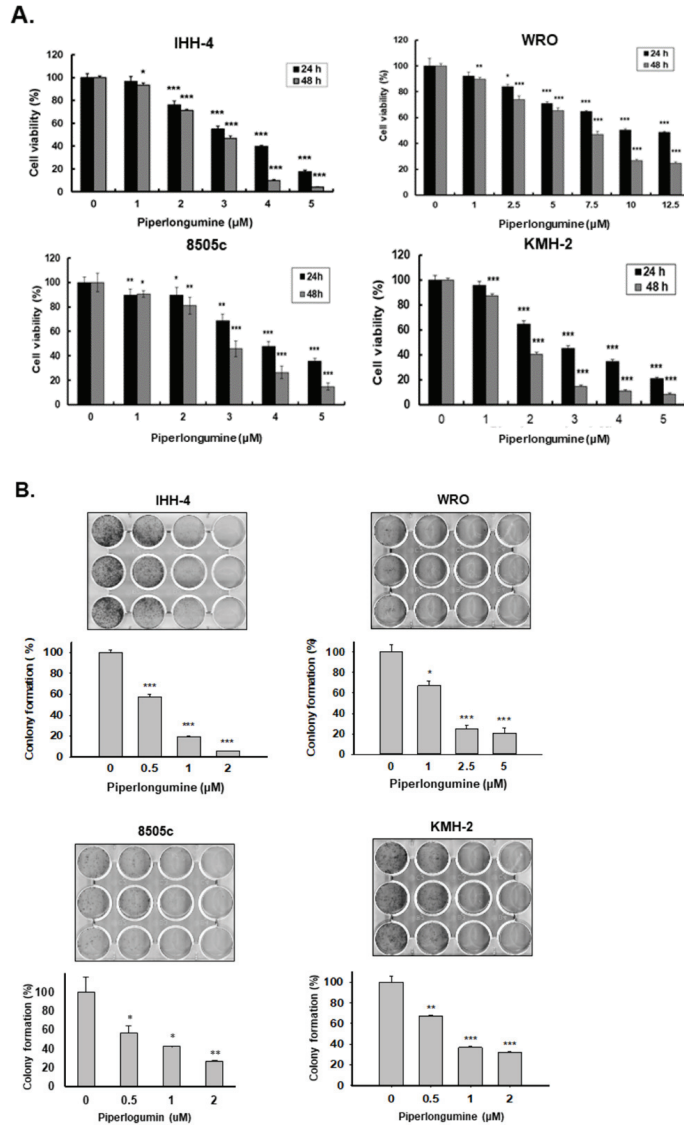 A.
IHH-4
24 h
48 h
Cell viability (%)
120
100
80
60
40
20
0
* *** *** *** *** *** *** *** ***
0 1 2 3 4 5
Piperlongumine (μM)
WRO
24 h
48 h
Cell viability (%)
120
100
80
60
40
20
0
** * *** *** *** *** *** *** *** *** ***
0 1 2.5 5 7.5 10 12.5
Piperlongumine (μM)
8505c
24h
48h
Cell viability (%)
120
100
80
60
40
20
0
** * * ** ** *** *** *** *** ***
0 1 2 3 4 5
Piperlongumine (μM)
KMH-2
24 h
48 h
Cell viability (%)
120
100
80
60
40
20
0
*** *** *** *** *** *** *** *** ***
0 1 2 3 4 5
Piperlongumine (μM)
B.
IHH-4
Conlony formation ( %)
100
80
60
40
20
0
*** *** ***
0 0.5 1 2
Piperlongumine (μM)
WRO
Conlony formation (%)
100
80
60
40
20
0
* *** ***
0 1 2.5 5
Piperlongumine (μM)
8505c
Colony formation (%)
100
80
60
40
20
0
* * **
0 0.5 1 2
Piperlogumin (uM)
KMH-2
Colony formation (%)
100
80
60
40
20
0
** *** ***
0 0.5 1 2
Piperlongumine (μM)